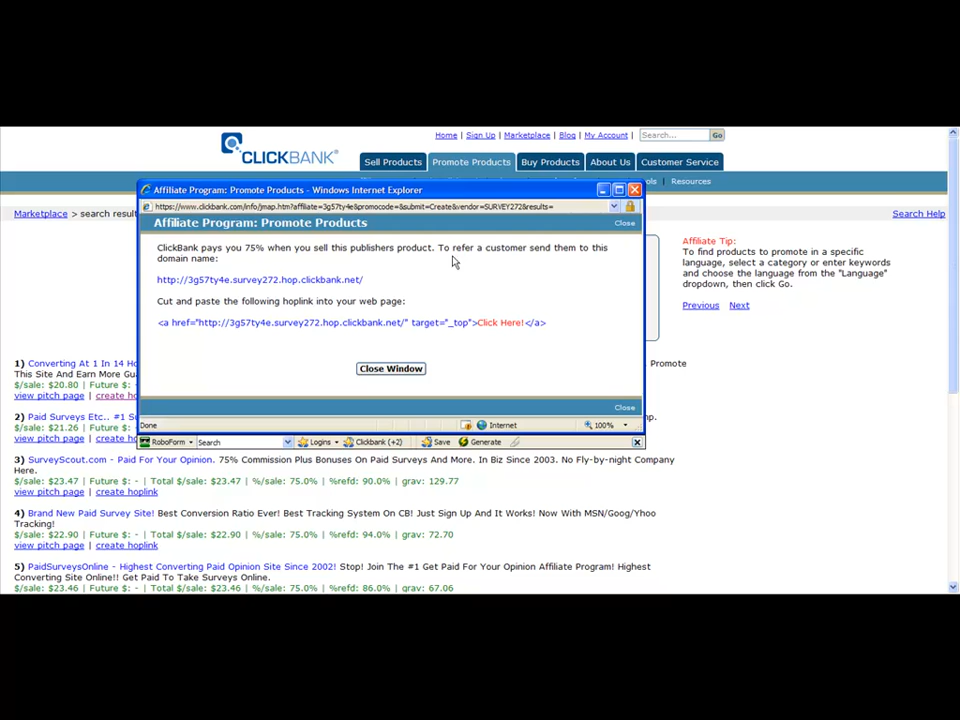 Home | Sign Up | Marketplace | Blog | My Account | Search... Go
CLICKBANK
Sell Products Promote Products Buy Products About Us Customer Service
ols | Resources
Marketplace > search result
Search Help
Affiliate Program: Promote Products - Windows Internet Explorer
https://www.clickbank.com/info/jmap.htm?affiliate=3g57ty4e&promocode=&submit=Create&vendor=SURVEY272&results=
Affiliate Program: Promote Products
Close
ClickBank pays you 75% when you sell this publishers product. To refer a customer send them to this
domain name:
http://3g57ty4e.survey272.hop.clickbank.net/
Cut and paste the following hoplink into your web page:
<a href="http://3g57ty4e.survey272.hop.clickbank.net/" target="_top">Click Here!</a>
Close Window
Close
Done
Internet
100%
RoboForm Search Logins Clickbank (+2) Save Generate
Affiliate Tip:
To find products to promote in a specific
language, select a category or enter keywords
and choose the language from the "Language"
dropdown, then click Go.
Previous Next
1) Converting At 1 In 14 Ho
Promote
This Site And Earn More Gua
$/sale: $20.80 | Future $: -
view pitch page | create ho
2) Paid Surveys Etc.. #1 Su
mp.
$/sale: $21.26 | Future $: -
view pitch page | create ho
3) SurveyScout.com - Paid For Your Opinion. 75% Commission Plus Bonuses On Paid Surveys And More. In Biz Since 2003. No Fly-by-night Company
Here.
$/sale: $23.47 | Future $: - | Total $/sale: $23.47 | %/sale: 75.0% | %refd: 90.0% | grav: 129.77
view pitch page | create hoplink
4) Brand New Paid Survey Site! Best Conversion Ratio Ever! Best Tracking System On CB! Just Sign Up And It Works! Now With MSN/Goog/Yhoo
Tracking!
$/sale: $22.90 | Future $: - | Total $/sale: $22.90 | %/sale: 75.0% | %refd: 94.0% | grav: 72.70
view pitch page | create hoplink
5) PaidSurveysOnline - Highest Converting Paid Opinion Site Since 2002! Stop! Join The #1 Get Paid For Your Opinion Affiliate Program! Highest
Converting Site Online!! Get Paid To Take Surveys Online.
$/sale: $23.46 | Future $: - | Total $/sale: $23.46 | %/sale: 75.0% | %refd: 86.0% | grav: 67.06